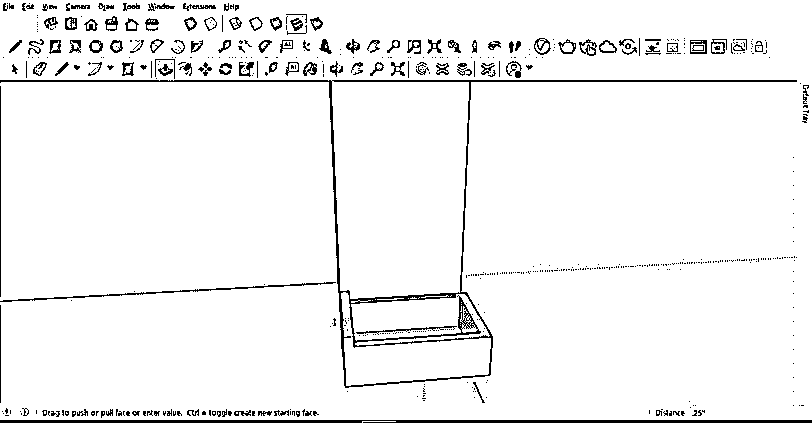 File Edit View Camera Draw Tools Window Extensions Help
Default Tray
Drag to push or pull face or enter value. Ctrl = toggle create new starting face.
Distance .25"